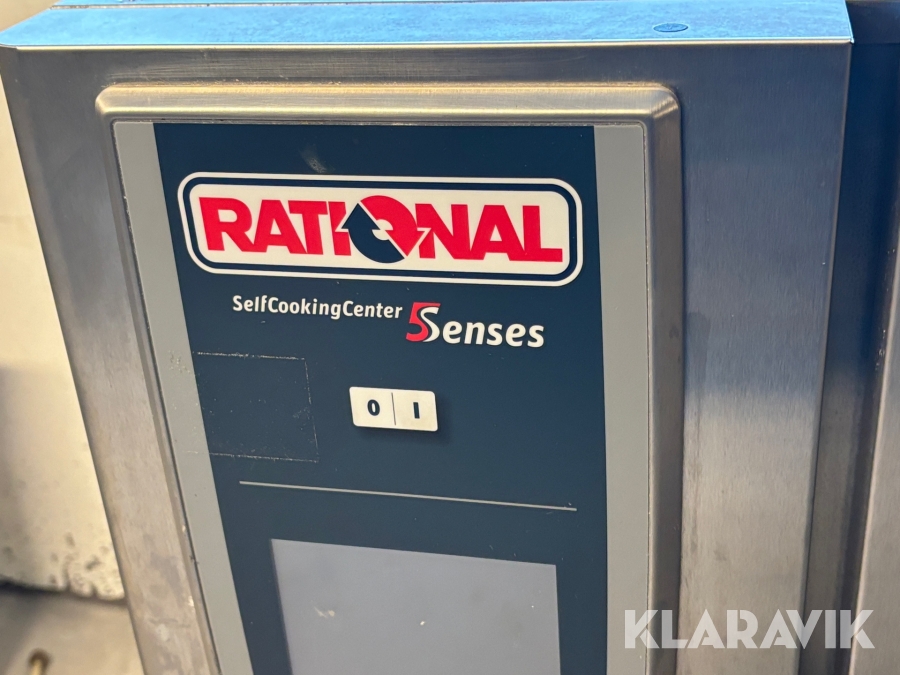 RATIONAL
SelfCookingCenter 5Senses
0 I
KLARAVIK